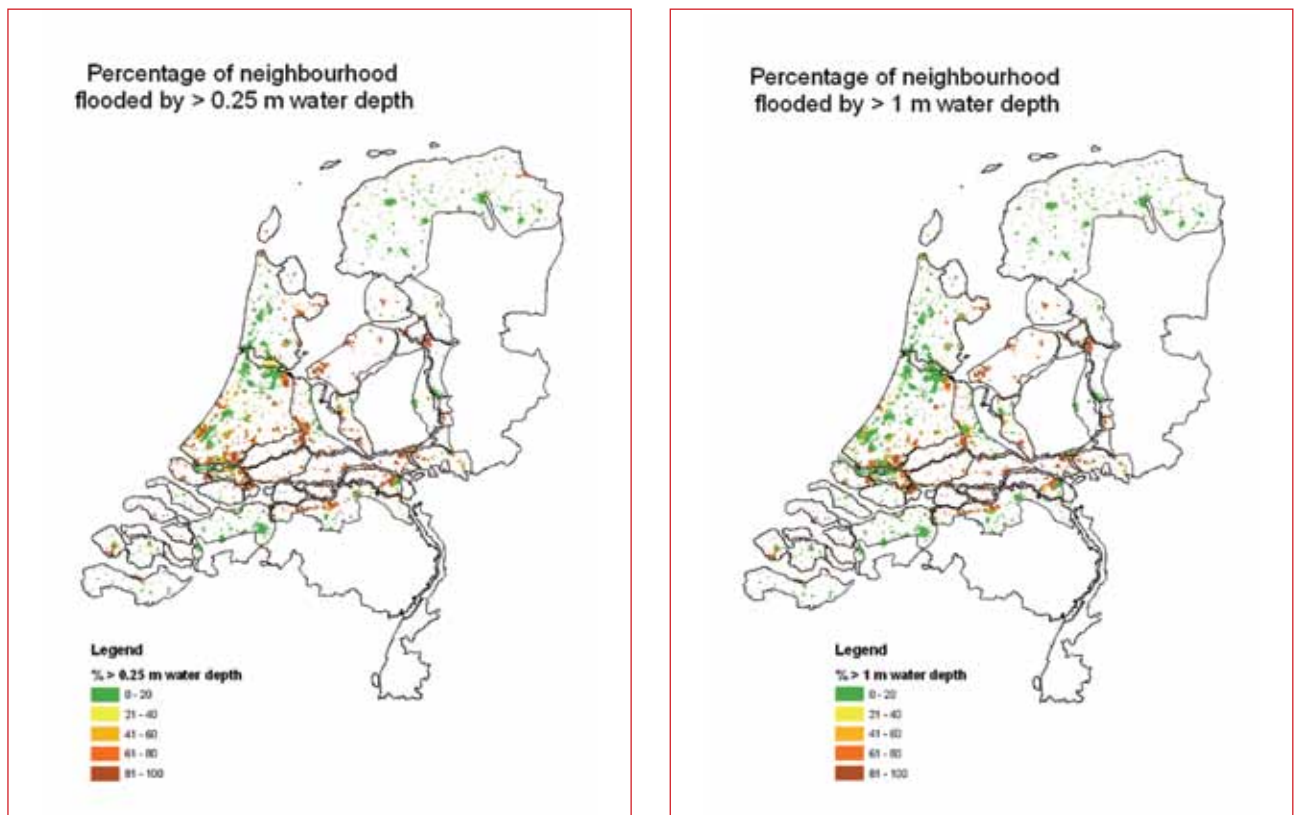 Percentage of neighbourhood
flooded by > 0.25 m water depth
Legend
% > 0.25 m water depth
0 - 20
21 - 40
41 - 60
61 - 80
81 - 100
Percentage of neighbourhood
flooded by > 1 m water depth
Legend
% > 1 m water depth
0 - 20
21 - 40
41 - 60
61 - 80
81 - 100